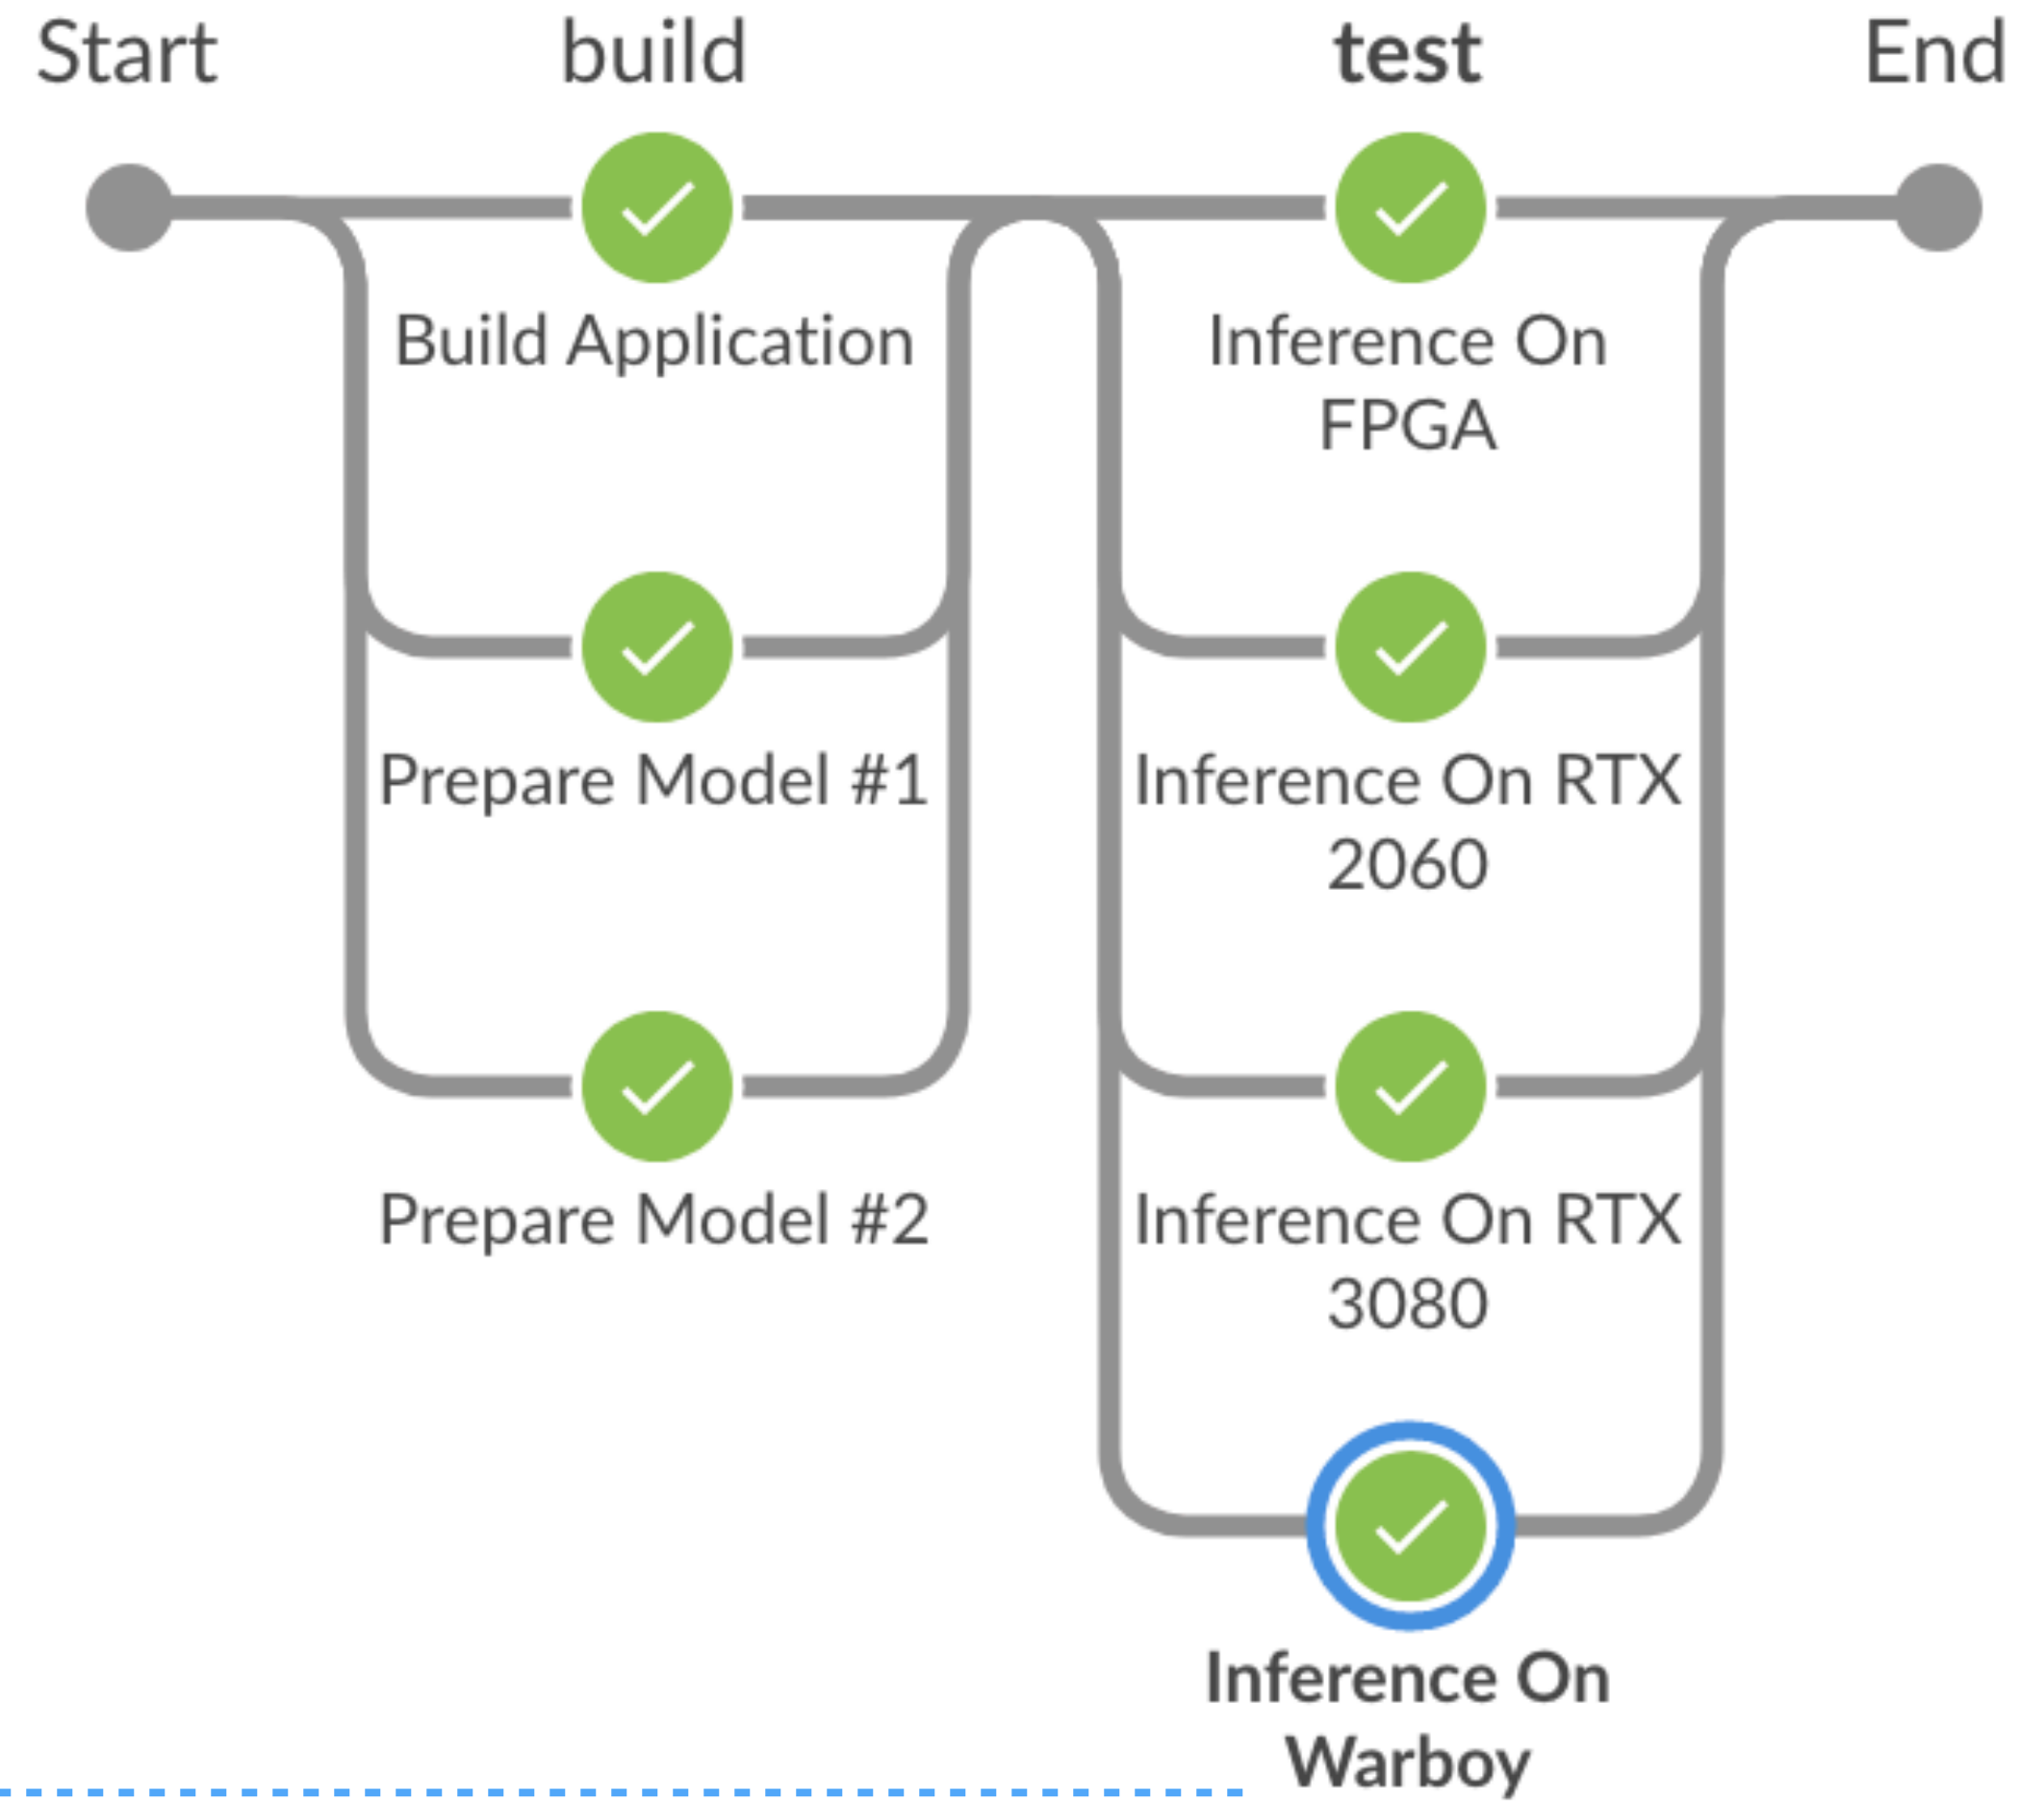 Start
build
test
End
Build Application
Inference On
FPGA
Prepare Model #1
Inference On RTX
2060
Prepare Model #2
Inference On RTX
3080
Inference On
Warboy